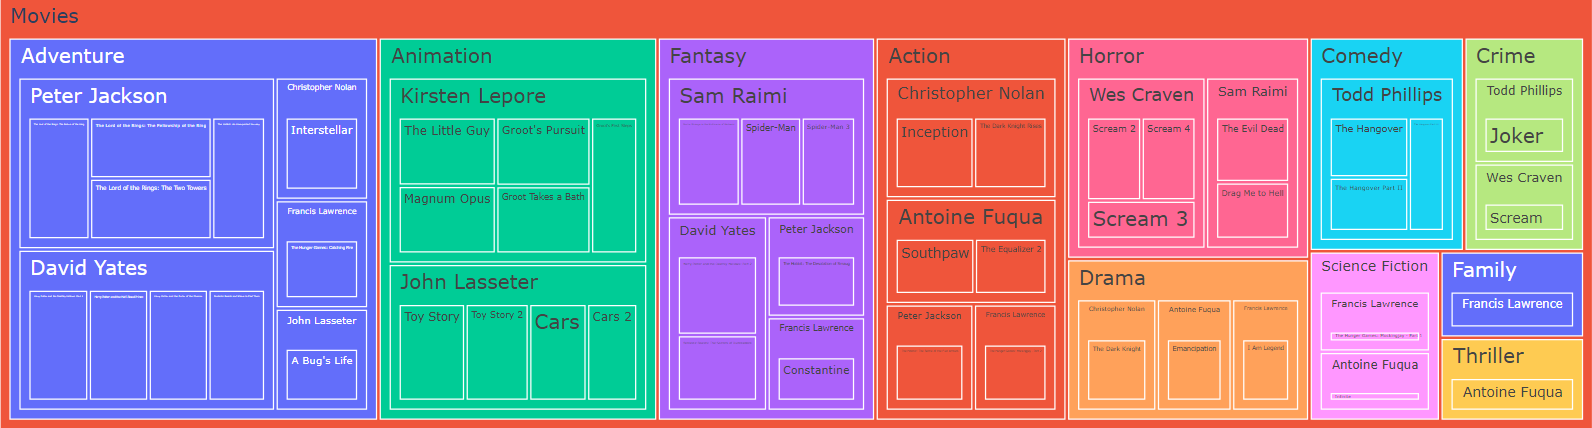 Movies
Adventure
Peter Jackson
The Lord of the Rings: The Fellowship of the Ring
The Lord of the Rings: The Two Towers
Christopher Nolan
Interstellar
Francis Lawrence
The Hunger Games: Catching Fire
David Yates
John Lasseter
A Bug's Life
Animation
Kirsten Lepore
The Little Guy
Groot's Pursuit
Magnum Opus
Groot Takes a Bath
John Lasseter
Toy Story
Toy Story 2
Cars
Cars 2
Fantasy
Sam Raimi
Spider-Man
Spider-Man 3
David Yates
Peter Jackson
Francis Lawrence
Constantine
Action
Christopher Nolan
Inception
The Dark Knight Rises
Antoine Fuqua
Southpaw
The Equalizer 2
Peter Jackson
Francis Lawrence
Horror
Wes Craven
Scream 2
Scream 4
Scream 3
Sam Raimi
The Evil Dead
Drag Me to Hell
Drama
Christopher Nolan
The Dark Knight
Antoine Fuqua
Emancipation
Francis Lawrence
I Am Legend
Comedy
Todd Phillips
The Hangover
The Hangover Part II
Crime
Todd Phillips
Joker
Wes Craven
Scream
Science Fiction
Francis Lawrence
Antoine Fuqua
Infinite
Family
Francis Lawrence
Thriller
Antoine Fuqua